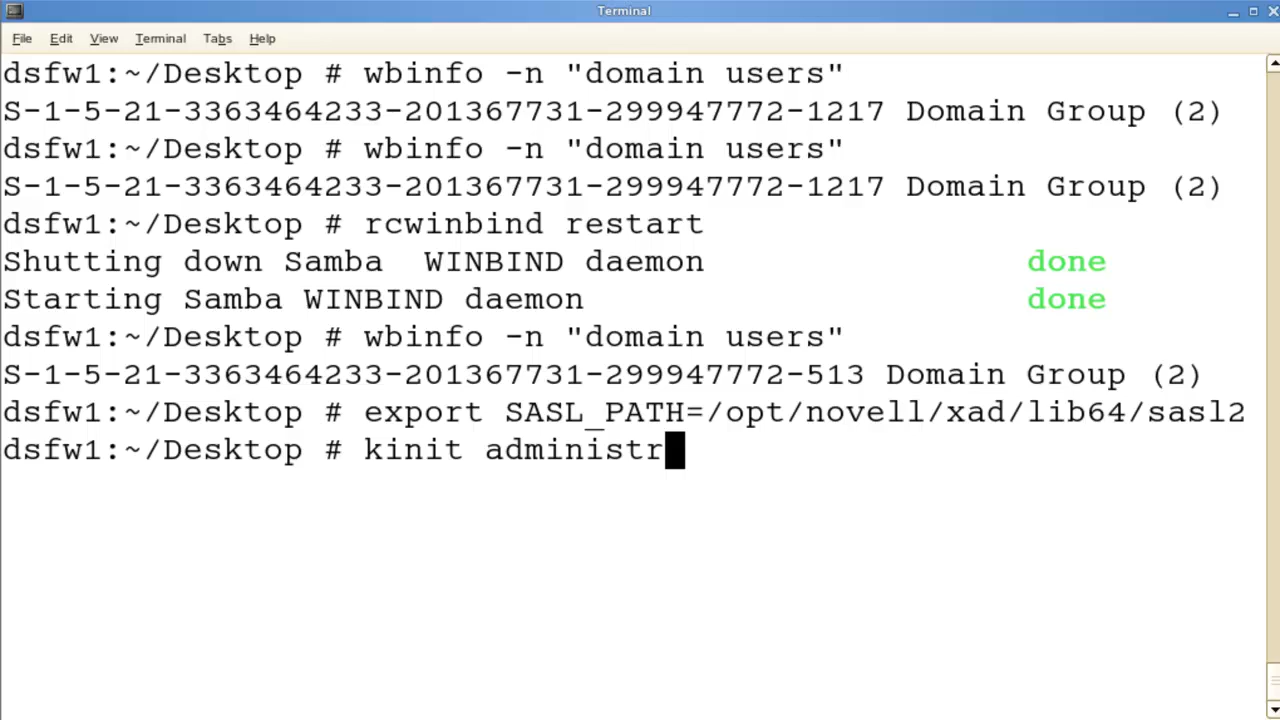 Terminal
File Edit View Terminal Tabs Help
dsfw1:~/Desktop # wbinfo -n "domain users"
S-1-5-21-3363464233-201367731-299947772-1217 Domain Group (2)
dsfw1:~/Desktop # wbinfo -n "domain users"
S-1-5-21-3363464233-201367731-299947772-1217 Domain Group (2)
dsfw1:~/Desktop # rcwinbind restart
Shutting down Samba  WINBIND daemon done
Starting Samba WINBIND daemon done
dsfw1:~/Desktop # wbinfo -n "domain users"
S-1-5-21-3363464233-201367731-299947772-513 Domain Group (2)
dsfw1:~/Desktop # export SASL_PATH=/opt/novell/xad/lib64/sasl2
dsfw1:~/Desktop # kinit administr